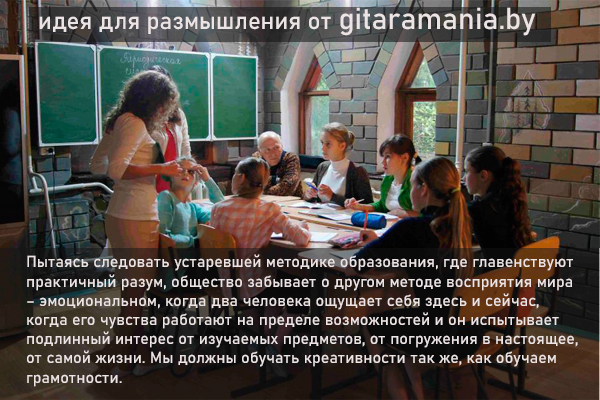 идея для размышления от gitaramania.by
Периодическая
Пытаясь следовать устаревшей методике образования, где главенствуют
практичный разум, общество забывает о другом методе восприятия мира
– эмоциональном, когда два человека ощущает себя здесь и сейчас,
когда его чувства работают на пределе возможностей и он испытывает
подлинный интерес от изучаемых предметов, от погружения в настоящее,
от самой жизни. Мы должны обучать креативности так же, как обучаем
грамотности.